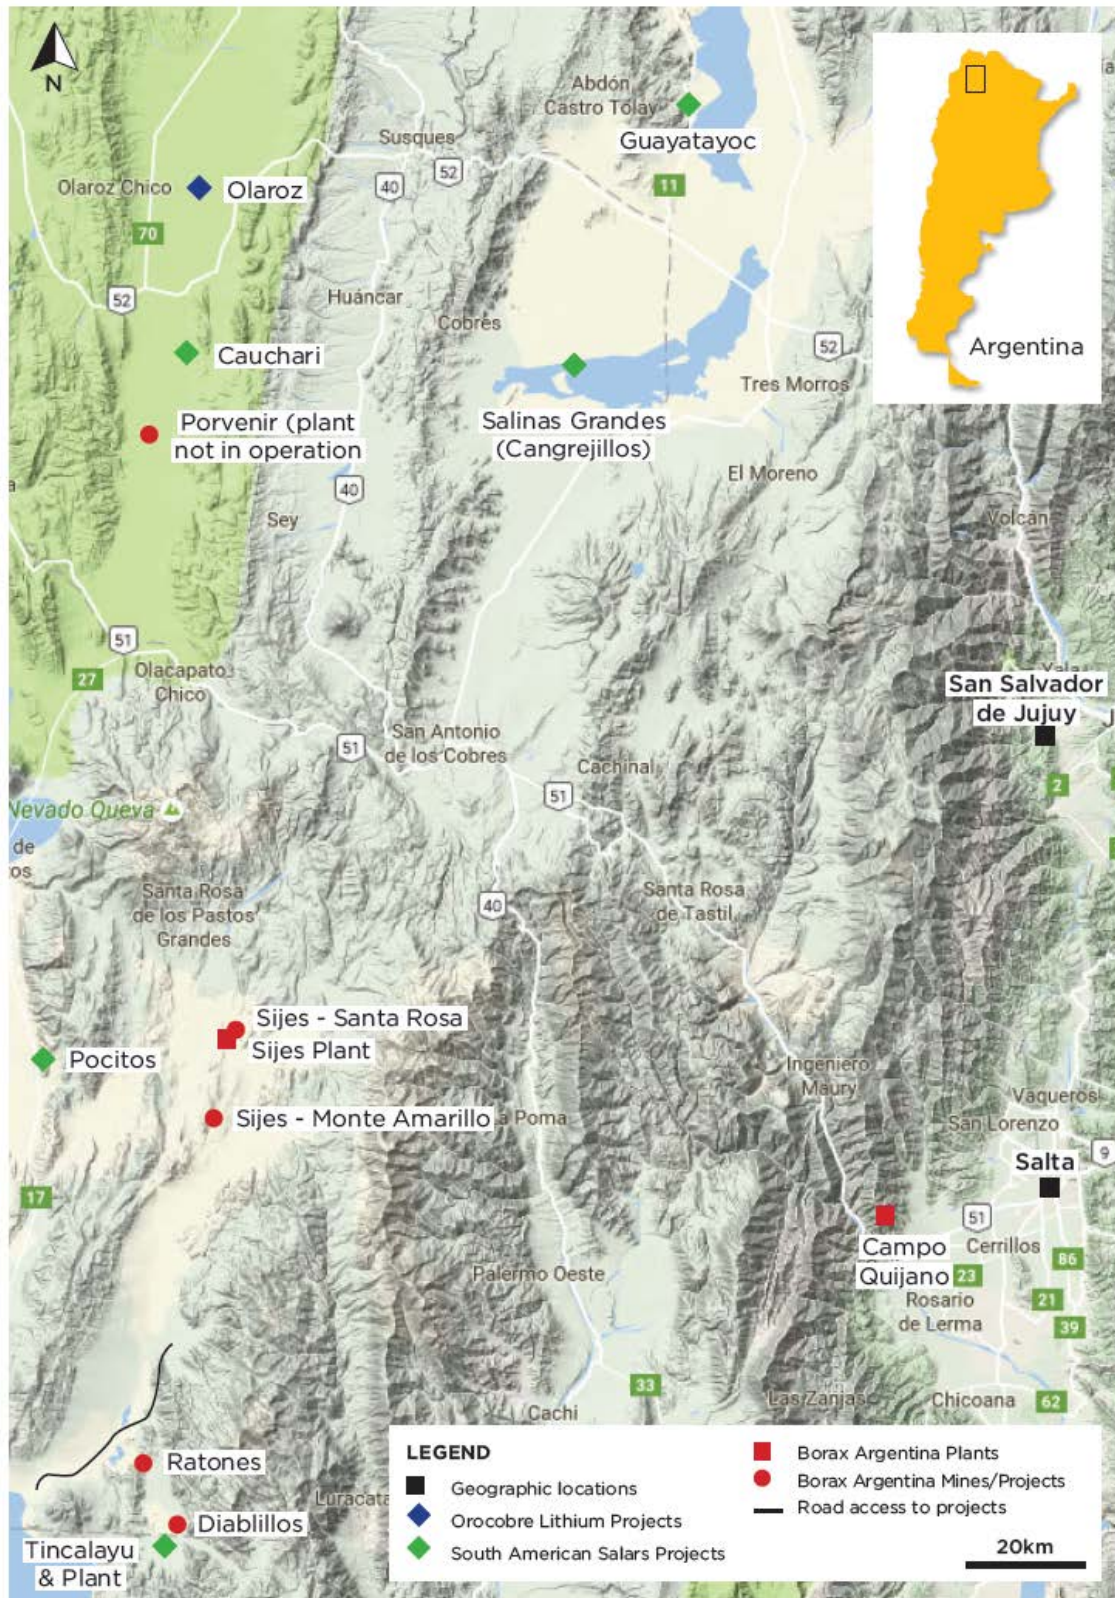 N
Abdón
Castro Tolay
Guayatayoc
Susques
52
40
11
Olaroz Chico
Olaroz
70
52
Huáncar
Cobres
Argentina
Cauchari
52
Tres Morros
Porvenir (plant
not in operation
Salinas Grandes
(Cangrejillos)
El Moreno
40
Sey
Volcán
51
Olacapato
Chico
27
Yala
San Salvador
de Jujuy
San Antonio
de los Cobres
51
Cachinal
51
2
Nevado Queva
de
os
Santa Rosa
de los Pastos
Grandes
40
Santa Rosa
de Tastil
Sijes - Santa Rosa
Sijes Plant
Pocitos
Ingeniero
Maury
Vaqueros
Sijes - Monte Amarillo
a Poma
San Lorenzo
9
Salta
17
51
Campo
Quijano
Cerrillos
23
86
Palermo Oeste
Rosario
de Lerma
21
39
33
Las Zanjas
Chicoana
62
Cachi
Ratones
Luracata
Diablillos
Tincalayu
& Plant
LEGEND
Geographic locations
Orocobre Lithium Projects
South American Salars Projects
Borax Argentina Plants
Borax Argentina Mines/Projects
Road access to projects
20km